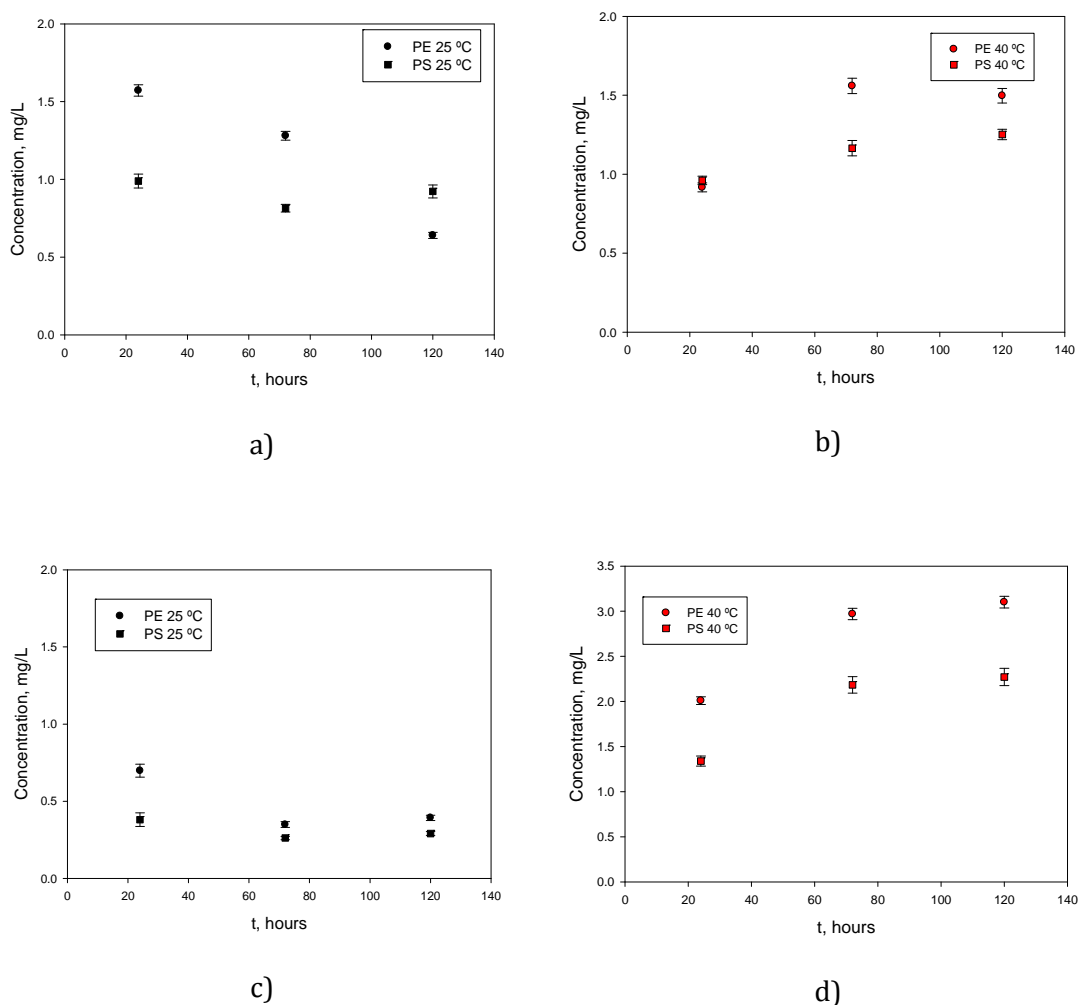 PE 25 ºC
PS 25 ºC
Concentration, mg/L
2.0
1.5
1.0
0.5
0.0
0 20 40 60 80 100 120 140
t, hours
a)
PE 40 ºC
PS 40 ºC
Concentration, mg/L
2.0
1.5
1.0
0.5
0.0
0 20 40 60 80 100 120 140
t, hours
b)
PE 25 ºC
PS 25 ºC
Concentration, mg/L
2.0
1.5
1.0
0.5
0.0
0 20 40 60 80 100 120 140
t, hours
c)
PE 40 ºC
PS 40 ºC
Concentration, mg/L
3.5
3.0
2.5
2.0
1.5
1.0
0.5
0.0
0 20 40 60 80 100 120 140
t, hours
d)